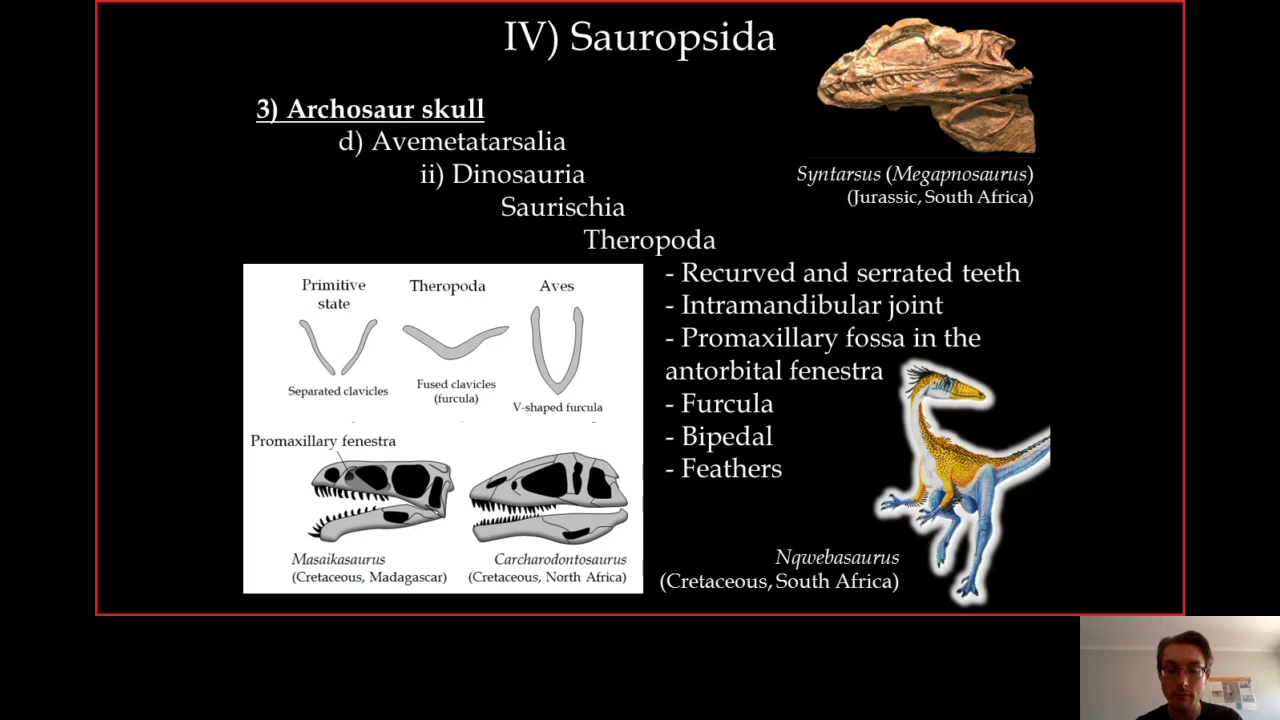 IV) Sauropsida
3) Archosaur skull
d) Avemetatarsalia
ii) Dinosauria
Saurischia
Theropoda
Syntarsus (Megapnosaurus)
(Jurassic, South Africa)
- Recurved and serrated teeth
- Intramandibular joint
- Promaxillary fossa in the
antorbital fenestra
- Furcula
- Bipedal
- Feathers
Primitive
state
Theropoda
Aves
Separated clavicles
Fused clavicles
(furcula)
V-shaped furcula
Promaxillary fenestra
Masaikasaurus
(Cretaceous, Madagascar)
Carcharodontosaurus
(Cretaceous, North Africa)
Nqwebasaurus
(Cretaceous, South Africa)